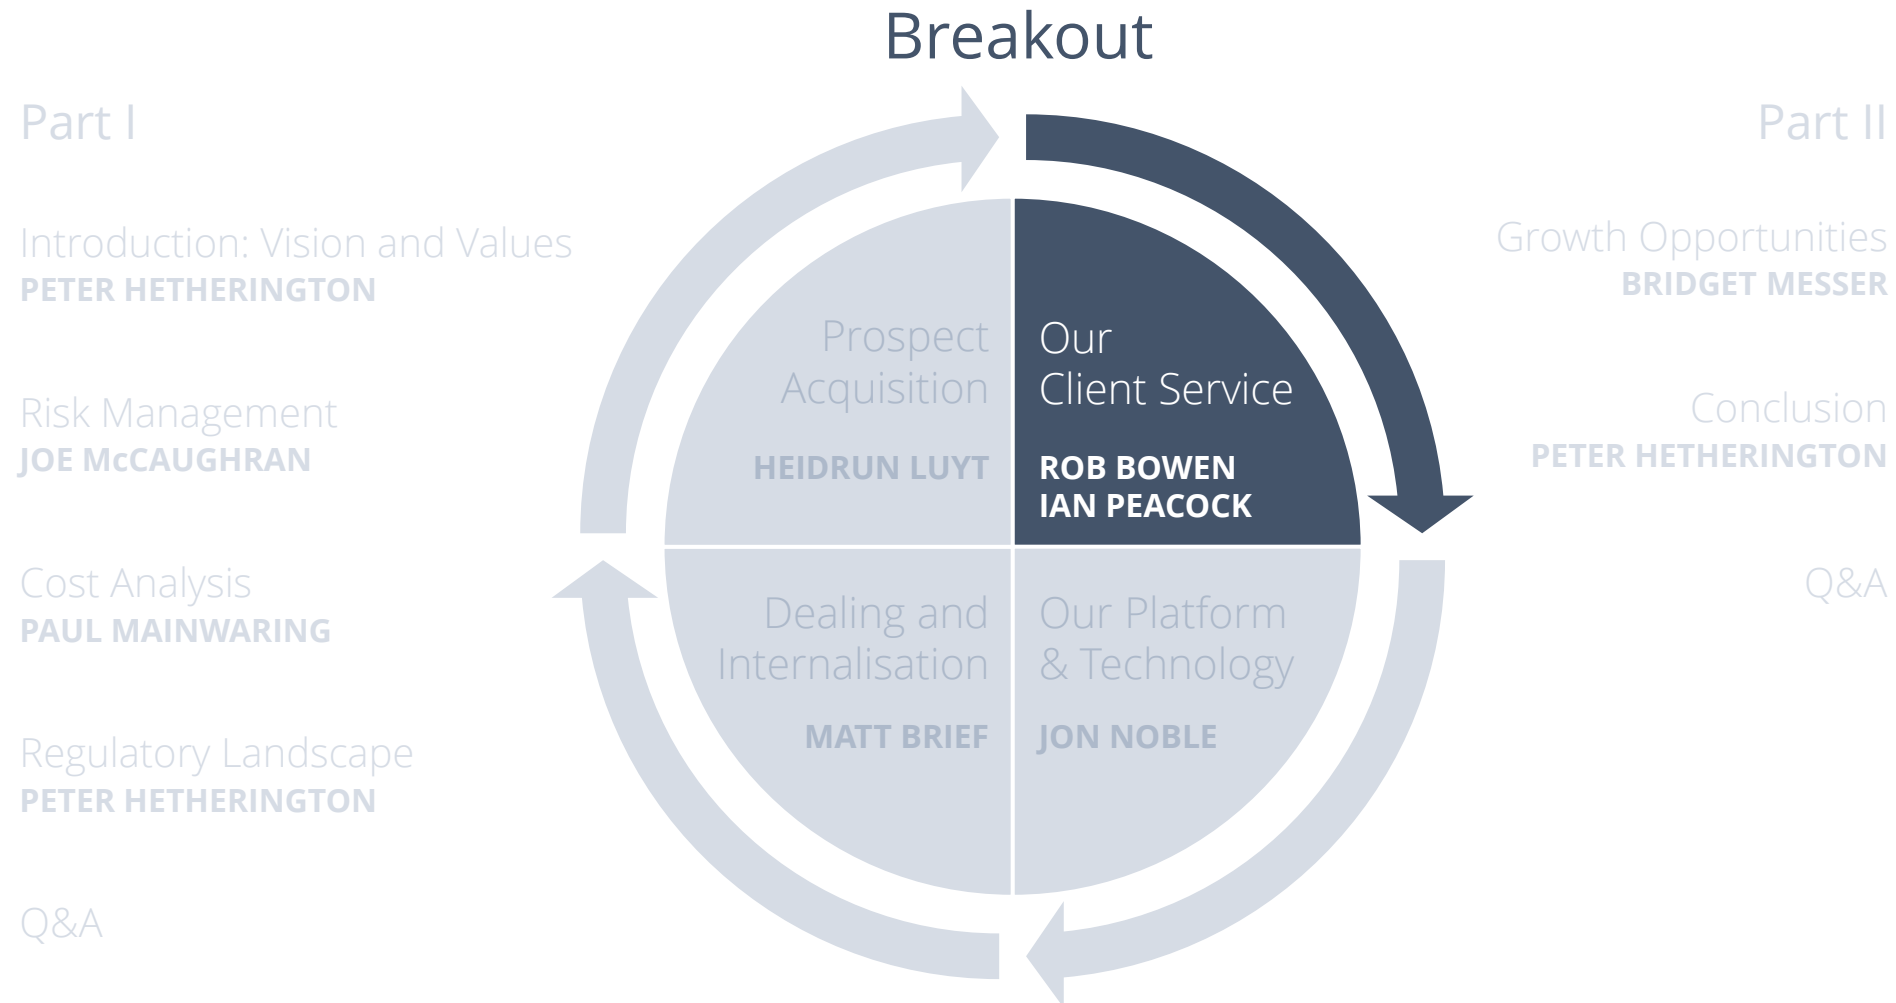 Breakout
Part I
Introduction: Vision and Values
PETER HETHERINGTON
Risk Management
JOE McCAUGHRAN
Cost Analysis
PAUL MAINWARING
Regulatory Landscape
PETER HETHERINGTON
Q&A
Prospect
Acquisition
HEIDRUN LUYT
Our
Client Service
ROB BOWEN
IAN PEACOCK
Dealing and
Internalisation
MATT BRIEF
Our Platform
& Technology
JON NOBLE
Part II
Growth Opportunities
BRIDGET MESSER
Conclusion
PETER HETHERINGTON
Q&A